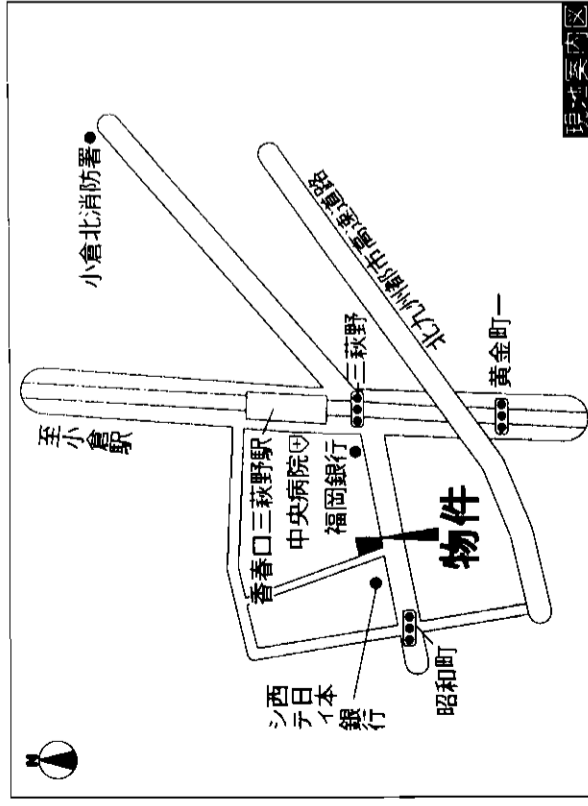 現地案内図
小倉北消防署
北九州都市高速道路
至
小倉駅
三萩野
黄金町一
香春口三萩野駅
中央病院
福岡銀行
物件
西日本
シティ
銀行
昭和町
N